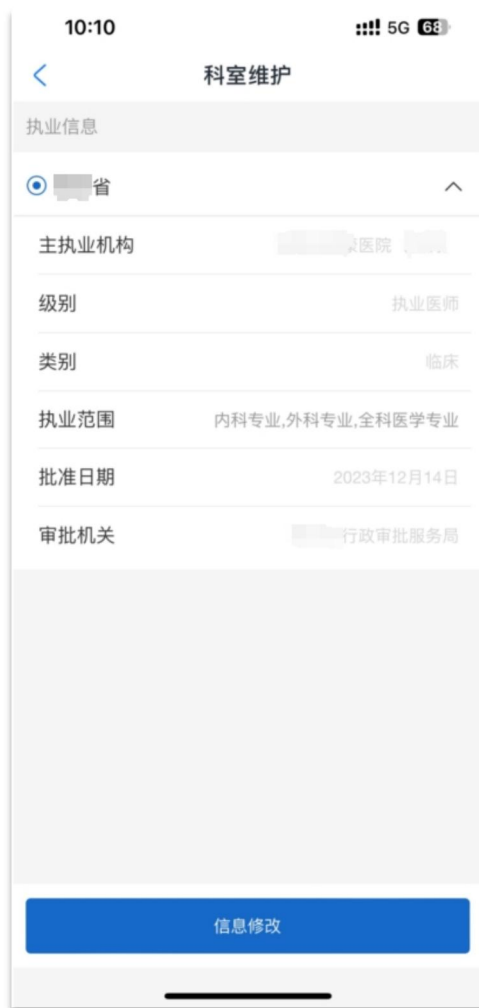 10:10
5G 68
科室维护
执业信息
省
主执业机构 医院
级别 执业医师
类别 临床
执业范围 内科专业,外科专业,全科医学专业
批准日期 2023年12月14日
审批机关 行政审批服务局
信息修改